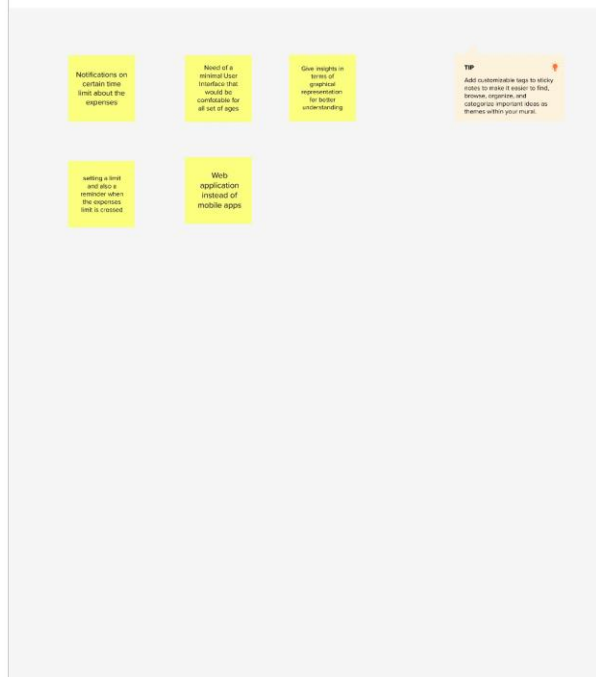 Notifications on
certain time
limit about the
expenses
Need of a
minimal User
Interface that
would be
comfotable for
all set of ages
Give insights in
terms of
graphical
representation
for better
understanding
TIP
Add customizable tags to sticky
notes to make it easier to find,
browse, organize, and
categorize important ideas as
themes within your mural.
setting a limit
and also a
reminder when
the expenses
limit is crossed
Web
application
instead of
mobile apps